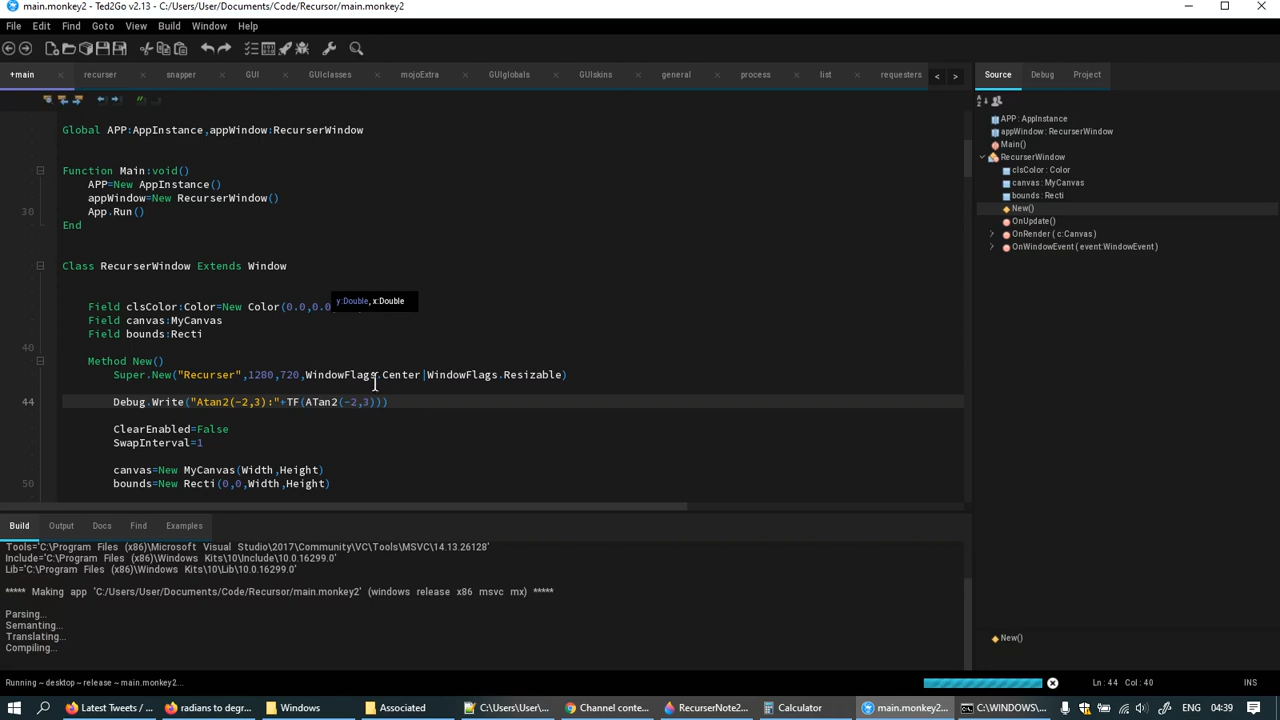 main.monkey2* - Ted2Go v2.13 - C:/Users/User/Documents/Code/Recursor/main.monkey2
File Edit Find Goto View Build Window Help
+main recurser snapper GUI GUIclasses mojoExtra GUIglobals GUIskins general process list requesters < > Source Debug Project
Global APP:AppInstance,appWindow:RecurserWindow
Function Main:void()
APP=New AppInstance()
appWindow=New RecurserWindow()
30 App.Run()
End
Class RecurserWindow Extends Window
y:Double, x:Double
Field clsColor:Color=New Color(0.0,0.0
Field canvas:MyCanvas
Field bounds:Recti
40
Method New()
Super.New("Recurser",1280,720,WindowFlags.Center|WindowFlags.Resizable)
44 Debug.Write("Atan2(-2,3):"+TF(ATan2(-2,3)))
ClearEnabled=False
SwapInterval=1
canvas=New MyCanvas(Width,Height)
50 bounds=New Recti(0,0,Width,Height)
APP : AppInstance
appWindow : RecurserWindow
Main()
RecurserWindow
clsColor : Color
canvas : MyCanvas
bounds : Recti
New()
OnUpdate()
OnRender ( c:Canvas )
OnWindowEvent ( event:WindowEvent )
New()
Build Output Docs Find Examples
Tools='C:\Program Files (x86)\Microsoft Visual Studio\2017\Community\VC\Tools\MSVC\14.13.26128'
Include='C:\Program Files (x86)\Windows Kits\10\Include\10.0.16299.0'
Lib='C:\Program Files (x86)\Windows Kits\10\Lib\10.0.16299.0'
***** Making app 'C:/Users/User/Documents/Code/Recursor/main.monkey2' (windows release x86 msvc mx) *****
Parsing...
Semanting...
Translating...
Compiling...
Running ~ desktop ~ release ~ main.monkey2... Ln : 44 Col : 40 INS
Latest Tweets / ... radians to degr... Windows Associated C:\Users\User\... Channel conte... RecurserNote2... Calculator main.monkey2... C:\WINDOWS\... ENG 04:39